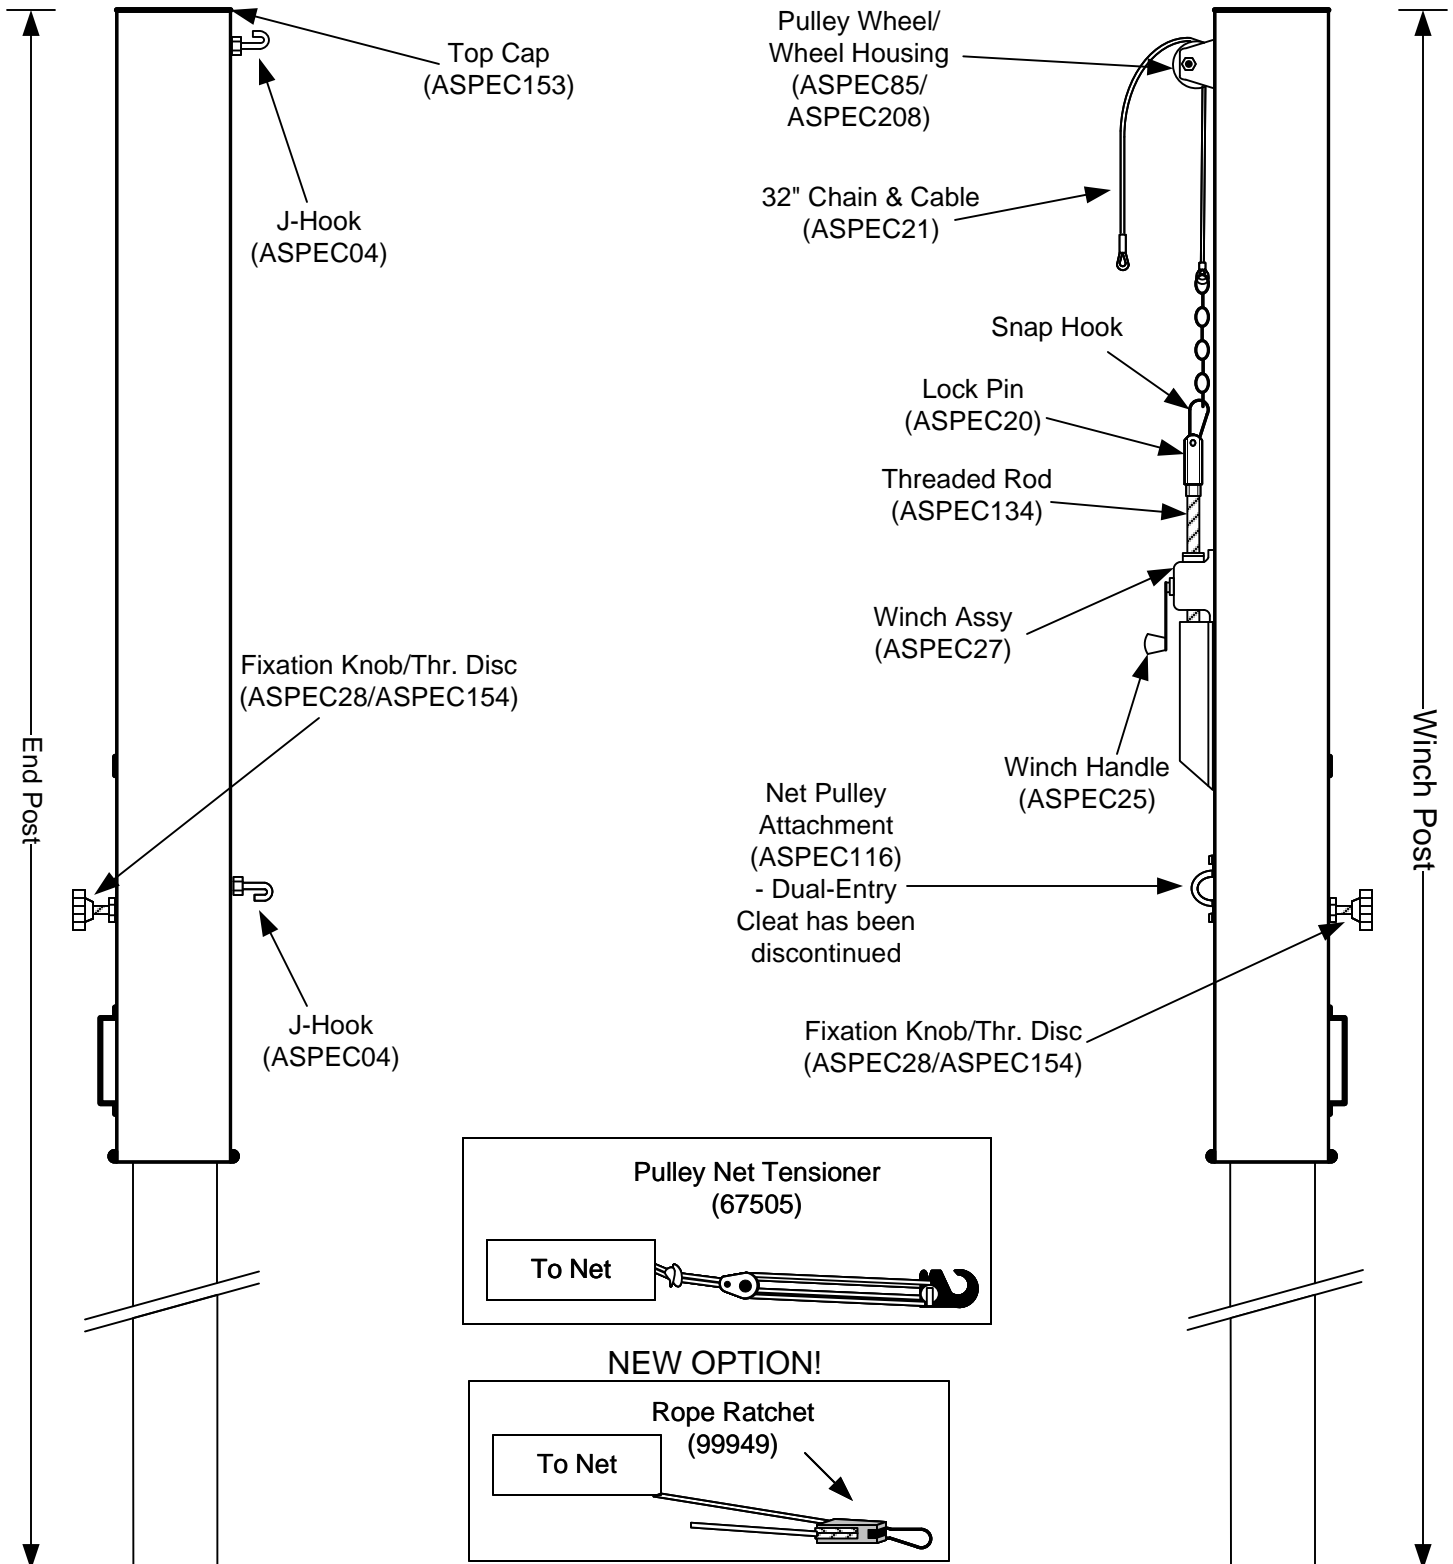 Top Cap
(ASPEC153)
J-Hook
(ASPEC04)
Pulley Wheel/
Wheel Housing
(ASPEC85/
ASPEC208)
32" Chain & Cable
(ASPEC21)
Snap Hook
Lock Pin
(ASPEC20)
Threaded Rod
(ASPEC134)
Winch Assy
(ASPEC27)
Fixation Knob/Thr. Disc
(ASPEC28/ASPEC154)
End Post
Winch Post
Winch Handle
(ASPEC25)
Net Pulley
Attachment
(ASPEC116)
- Dual-Entry
Cleat has been
discontinued
J-Hook
(ASPEC04)
Fixation Knob/Thr. Disc
(ASPEC28/ASPEC154)
Pulley Net Tensioner
(67505)
To Net
NEW OPTION!
Rope Ratchet
(99949)
To Net